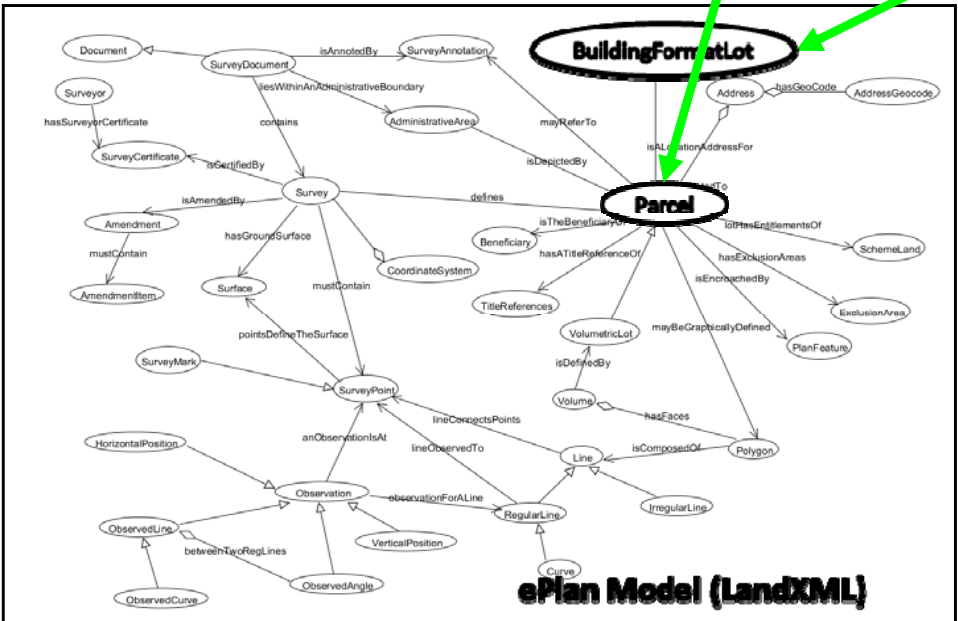 Document
isAnnotedBy
SurveyAnnotation
BuildingFormatLot
SurveyDocument
Surveyor
liesWithinAnAdministrativeBoundary
Address
hasGeoCode
AddressGeocode
hasSurveyorCertificate
contains
AdministrativeArea
mayReferTo
SurveyCertificate
isCertifiedBy
isDepictedBy
isALocationAddressFor
Survey
defines
Parcel
isAmendedBy
Amendment
hasGroundSurface
isTheBeneficiaryOf
lotHasEntitlementsOf
Beneficiary
hasATitleReferenceOf
hasExclusionAreas
SchemeLand
mustContain
CoordinateSystem
isEncroachedBy
AmendmentItem
Surface
mustContain
TitleReferences
ExclusionArea
pointsDefineTheSurface
VolumetricLot
mayBeGraphicallyDefined
PlanFeature
SurveyMark
isDefinedBy
SurveyPoint
Volume
hasFaces
lineConnectsPoints
HorizontalPosition
anObservationIsAt
lineObservedTo
Line
isComposedOf
Polygon
Observation
observationForALine
RegularLine
IrregularLine
ObservedLine
betweenTwoRegLines
VerticalPosition
ObservedAngle
Curve
ObservedCurve
ePlan Model (LandXML)